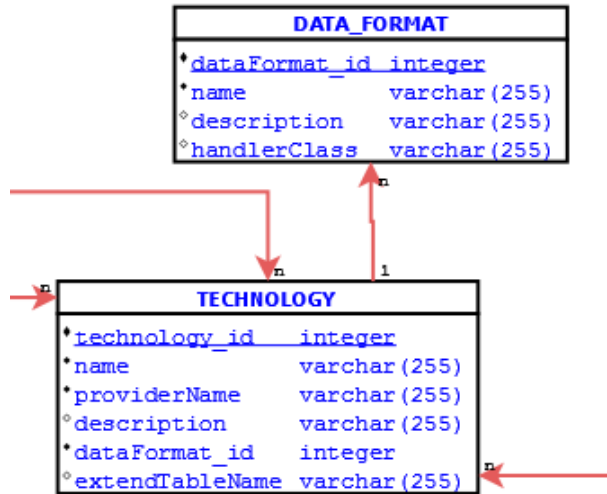 DATA_FORMAT
dataFormat_id integer
name varchar(255)
description varchar(255)
handlerClass varchar(255)
n
n 1
n
TECHNOLOGY
technology_id integer
name varchar(255)
providerName varchar(255)
description varchar(255)
dataFormat_id integer
n
extendTableName varchar(255)